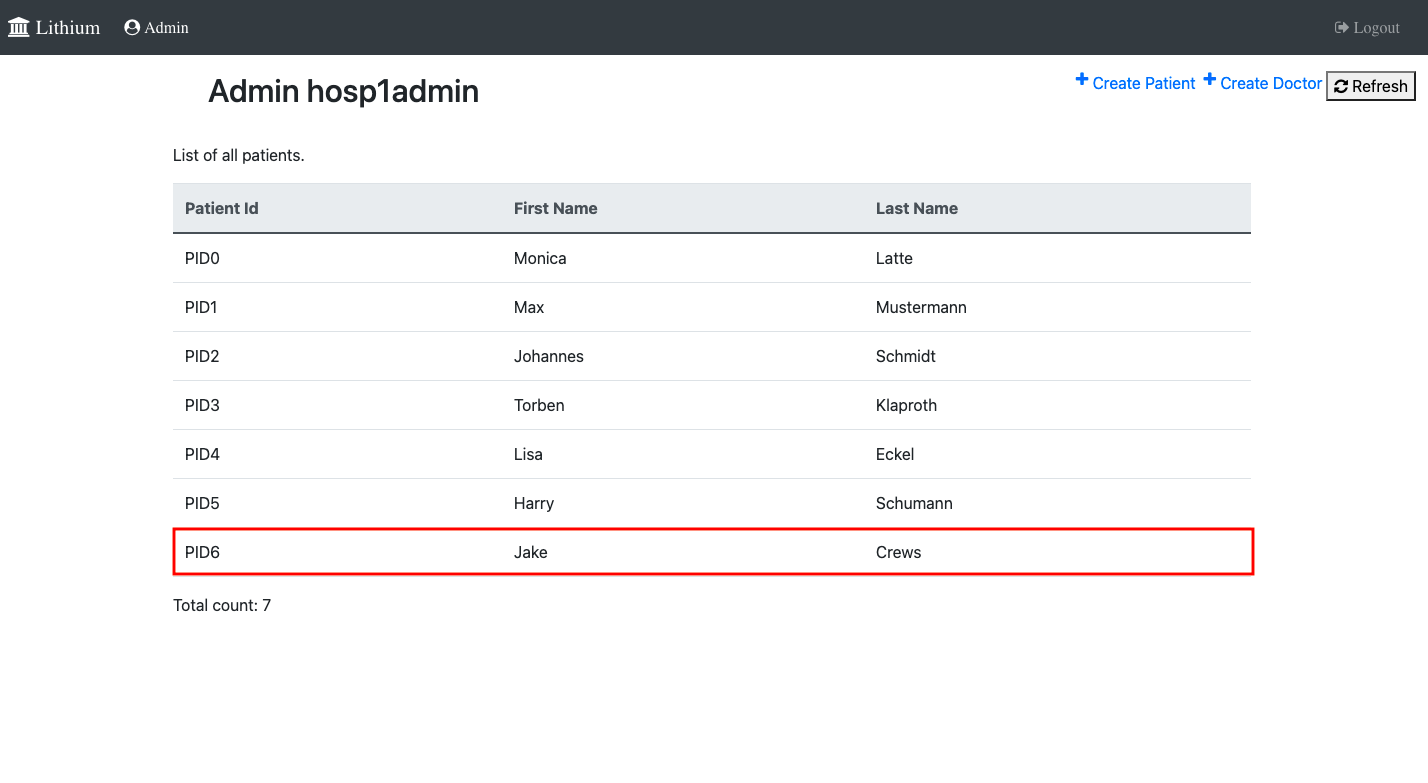 Lithium Admin Logout
Admin hosp1admin
Create Patient Create Doctor Refresh
List of all patients.
Patient Id First Name Last Name
PID0 Monica Latte
PID1 Max Mustermann
PID2 Johannes Schmidt
PID3 Torben Klaproth
PID4 Lisa Eckel
PID5 Harry Schumann
PID6 Jake Crews
Total count: 7